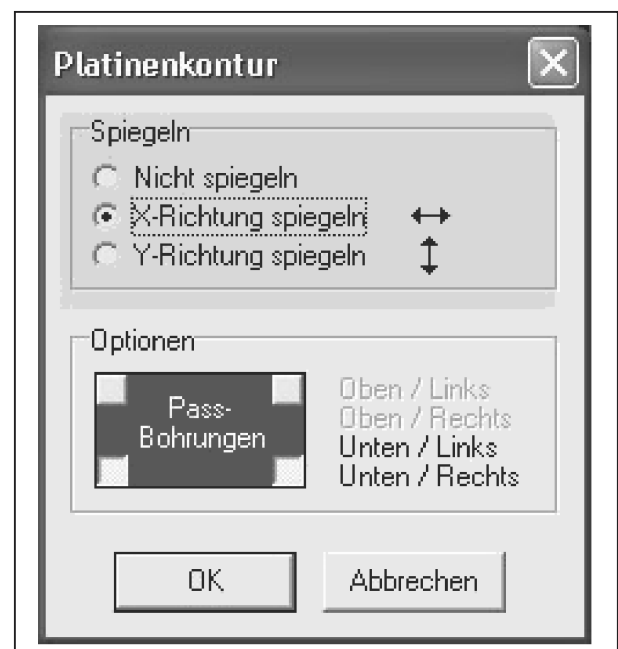 Platinenkontur
Spiegeln
Nicht spiegeln
X-Richtung spiegeln
Y-Richtung spiegeln
Optionen
Pass-
Bohrungen
Oben / Links
Oben / Rechts
Unten / Links
Unten / Rechts
OK
Abbrechen